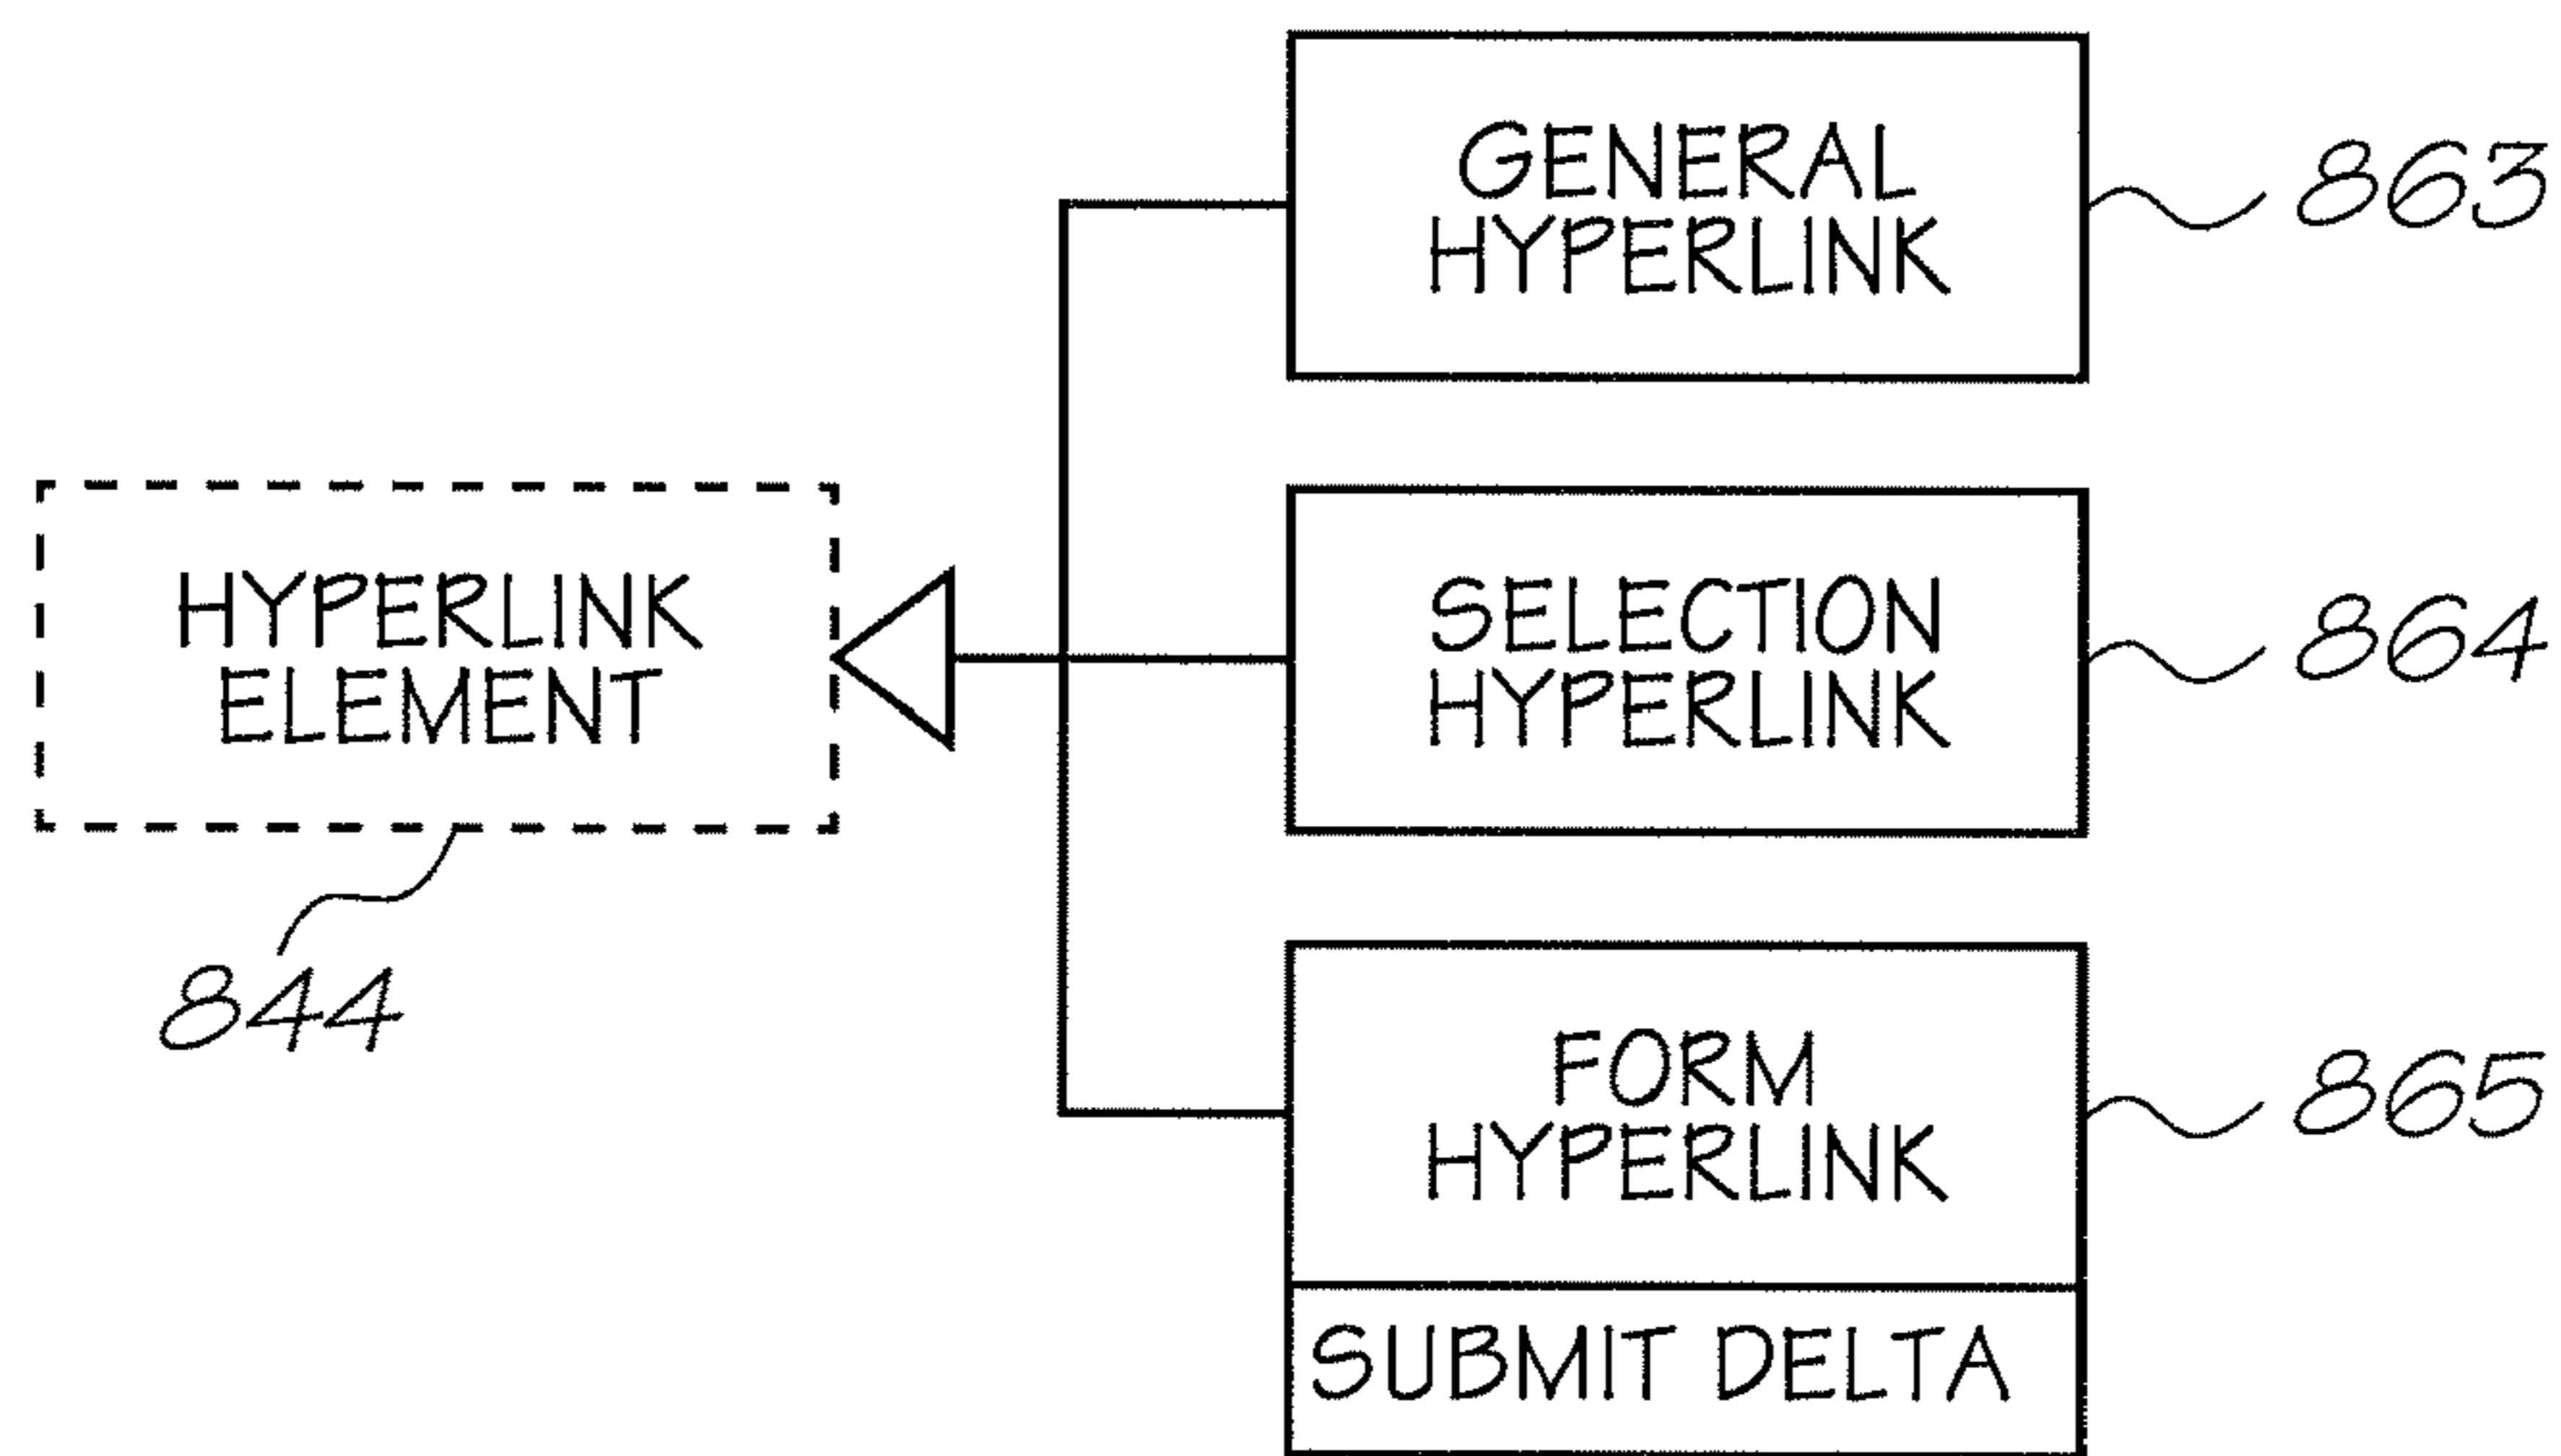 GENERAL
HYPERLINK
863
HYPERLINK
ELEMENT
844
SELECTION
HYPERLINK
864
FORM
HYPERLINK
865
SUBMIT DELTA